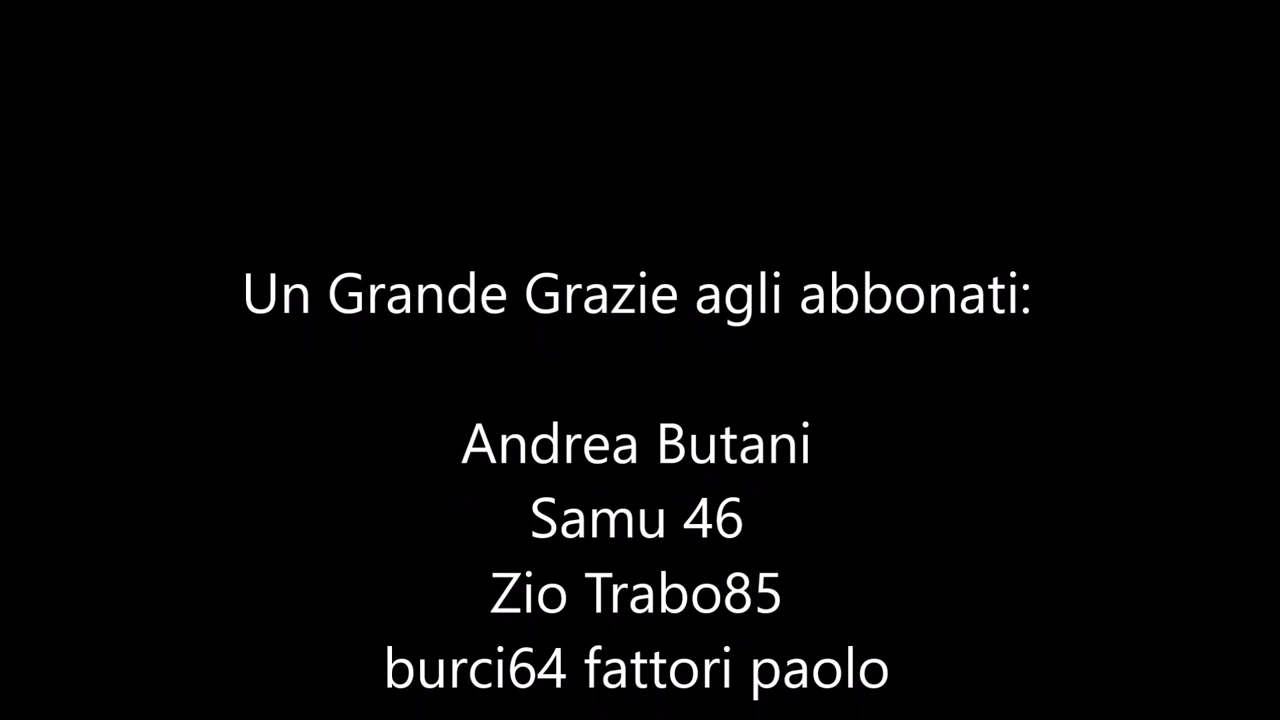 Un Grande Grazie agli abbonati:
Andrea Butani
Samu 46
Zio Trabo85
burci64 fattori paolo